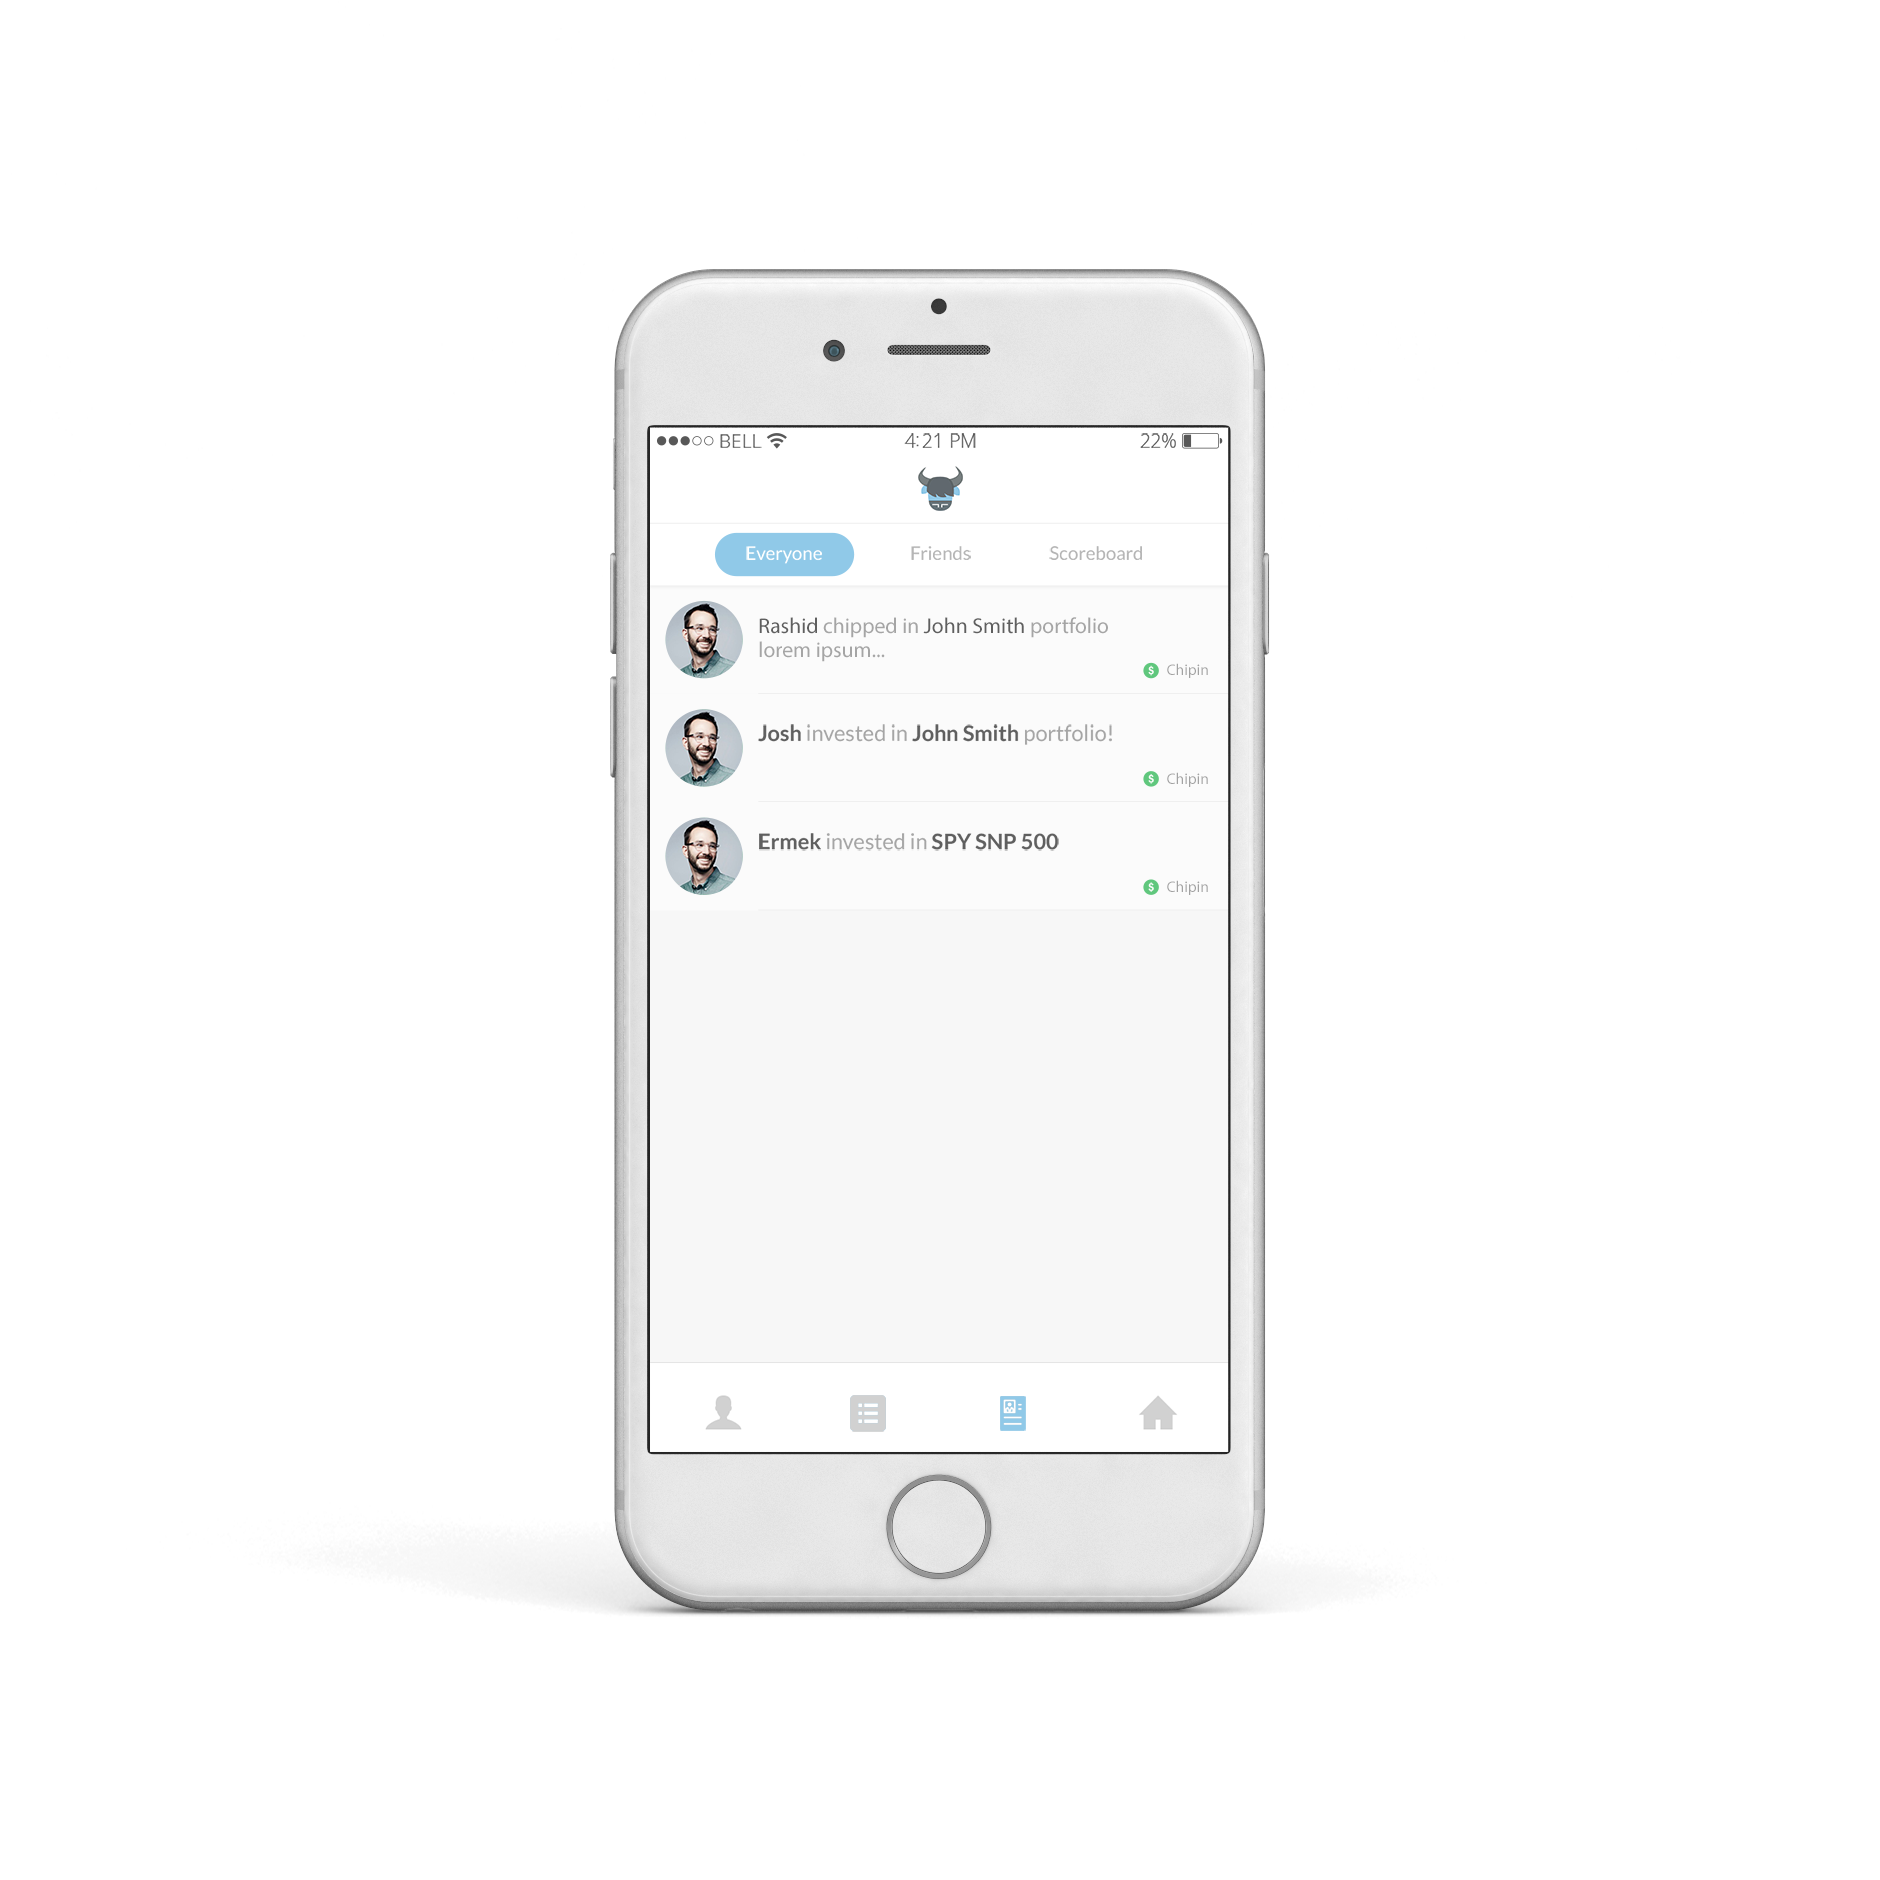 BELL 4:21 PM 22%
Everyone Friends Scoreboard
Rashid chipped in John Smith portfolio
lorem ipsum...
$ Chipin
Josh invested in John Smith portfolio!
$ Chipin
Ermek invested in SPY SNP 500
$ Chipin